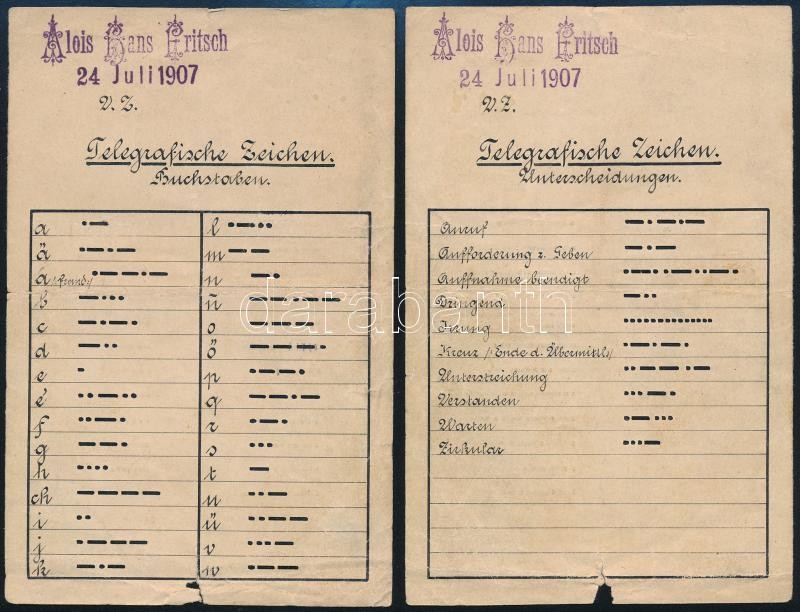 Alois Hans Fritsch
24 Juli 1907
V. Z.
Telegrafische Zeichen.
Buchstaben.
a ·—
ä ·—·—
á /franz./ ·——·—
b —···
c —·—·
d —··
e ·
é ··—··
f ··—·
g ——·
h ····
ch ————
i ··
j ·———
k —·—
l ·—··
m ——
n —·
ñ ——·——
o ———
ö ———·
p ·——·
q ——·—
r ·—·
s ···
t —
u ··—
ü ··——
v ···—
w ·——
Alois Hans Fritsch
24 Juli 1907
V. Z.
Telegrafische Zeichen.
Unterscheidungen.
Anruf —·—·—
Aufforderung z. Geben —·—
Aufnahme beendigt
Dringend —··
Irrung
Kreuz /Ende d. Übermittl./ ·—·—·
Unterstreichung ··——·—
Verstanden ···—·
Warten ·—···
Zirkular
darabanth